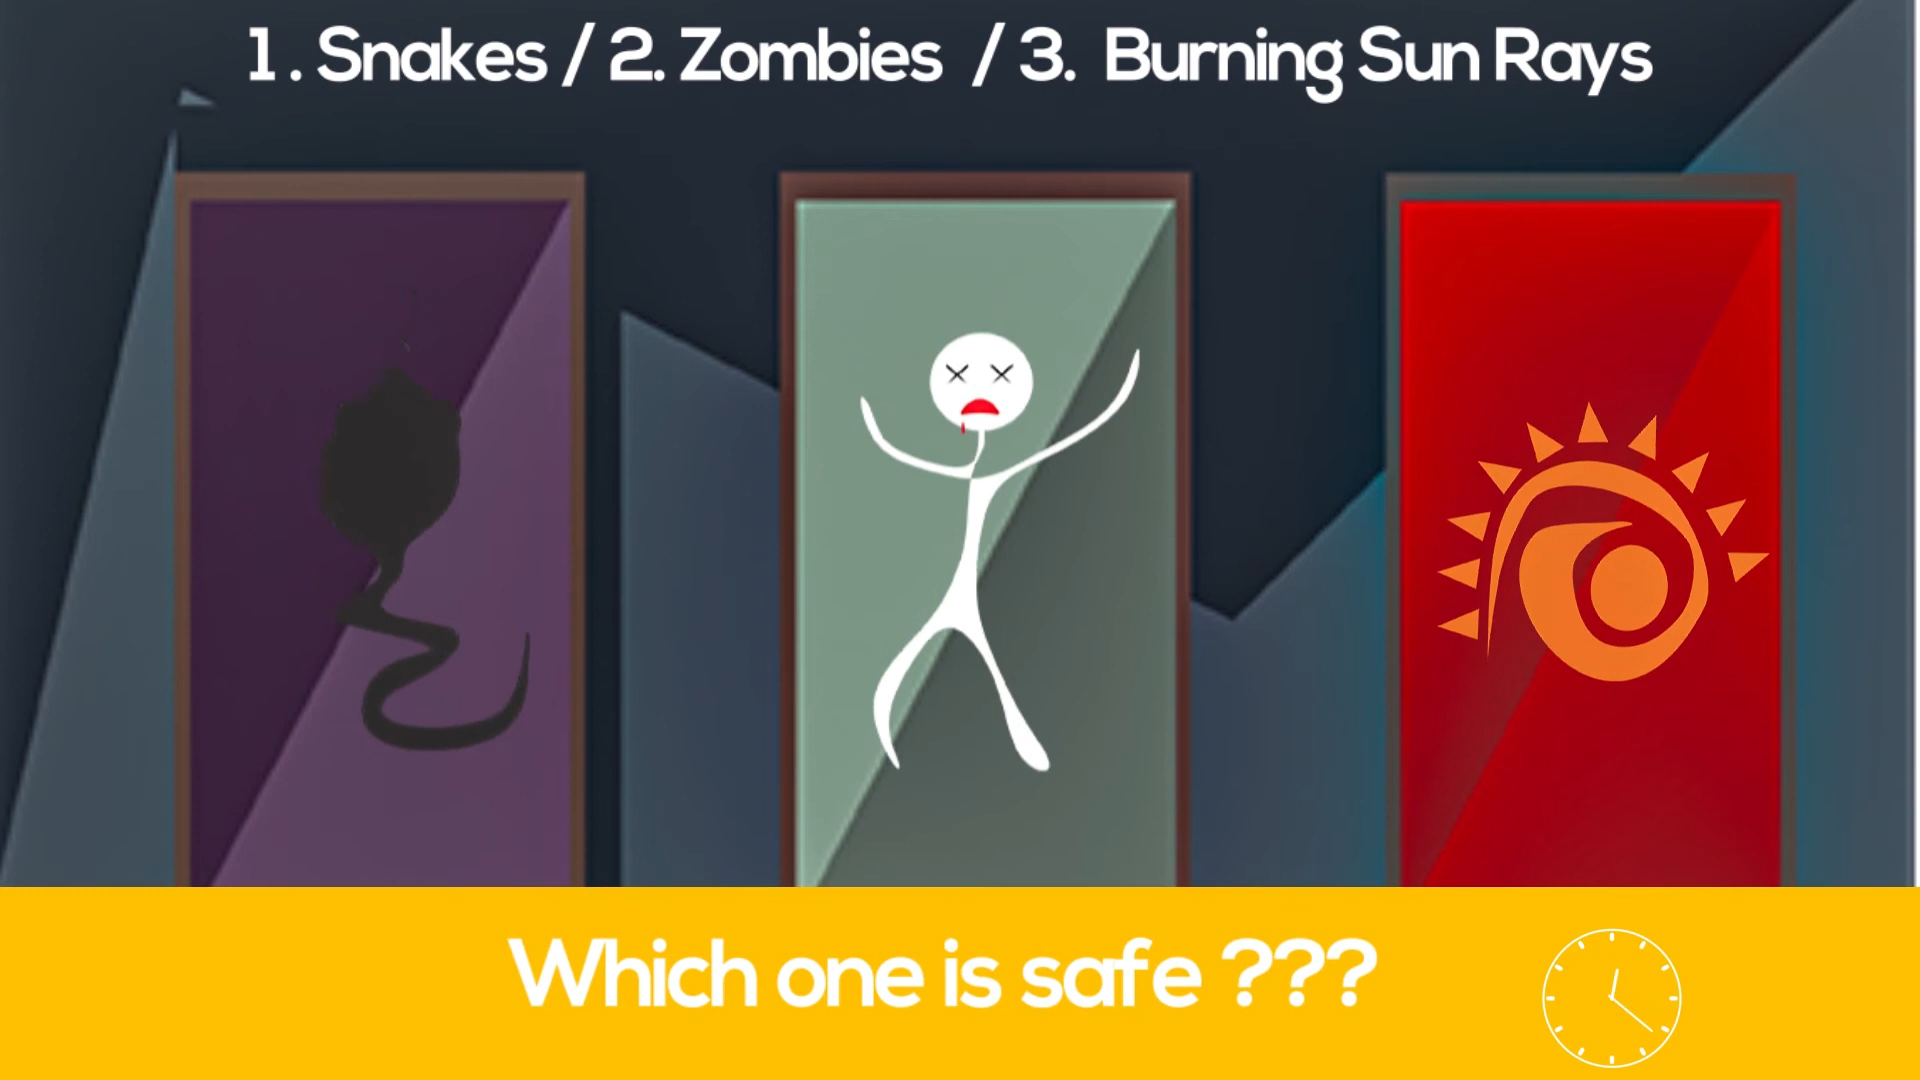 1. Snakes / 2. Zombies / 3. Burning Sun Rays
Which one is safe ???